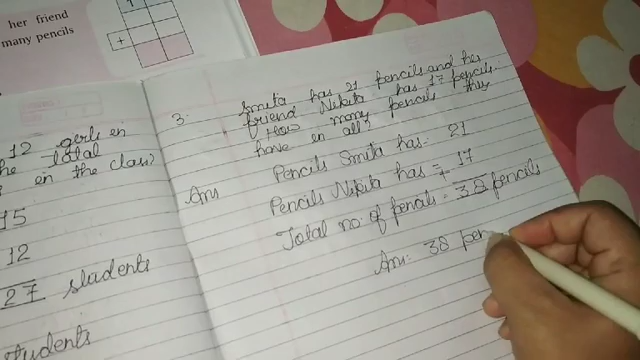 her friend
many pencils
+
12 girls in
the total
in the class
15
12
27 students
students
3. Smita has 21 pencils and her
friend Nikita has 17 pencils.
How many pencils they
have in all?
Ans Pencils Smita has - 21
Pencils Nikita has = + 17
Total no. of pencils = 38 pencils
Ans: 38 pen